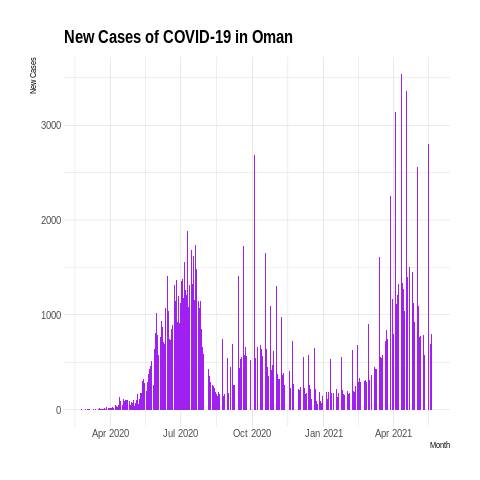 New Cases of COVID-19 in Oman
New Cases
3000
2000
1000
0
Apr 2020 Jul 2020 Oct 2020 Jan 2021 Apr 2021
Month